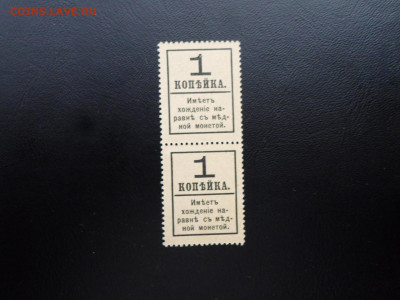 COINS.LAVE.RU
1
КОПѢЙКА.
Имѣетъ
хожденіе на-
равнѣ съ мѣд-
ной монетой.
1
КОПѢЙКА.
Имѣетъ
хожденіе на-
равнѣ съ мѣд-
ной монетой.